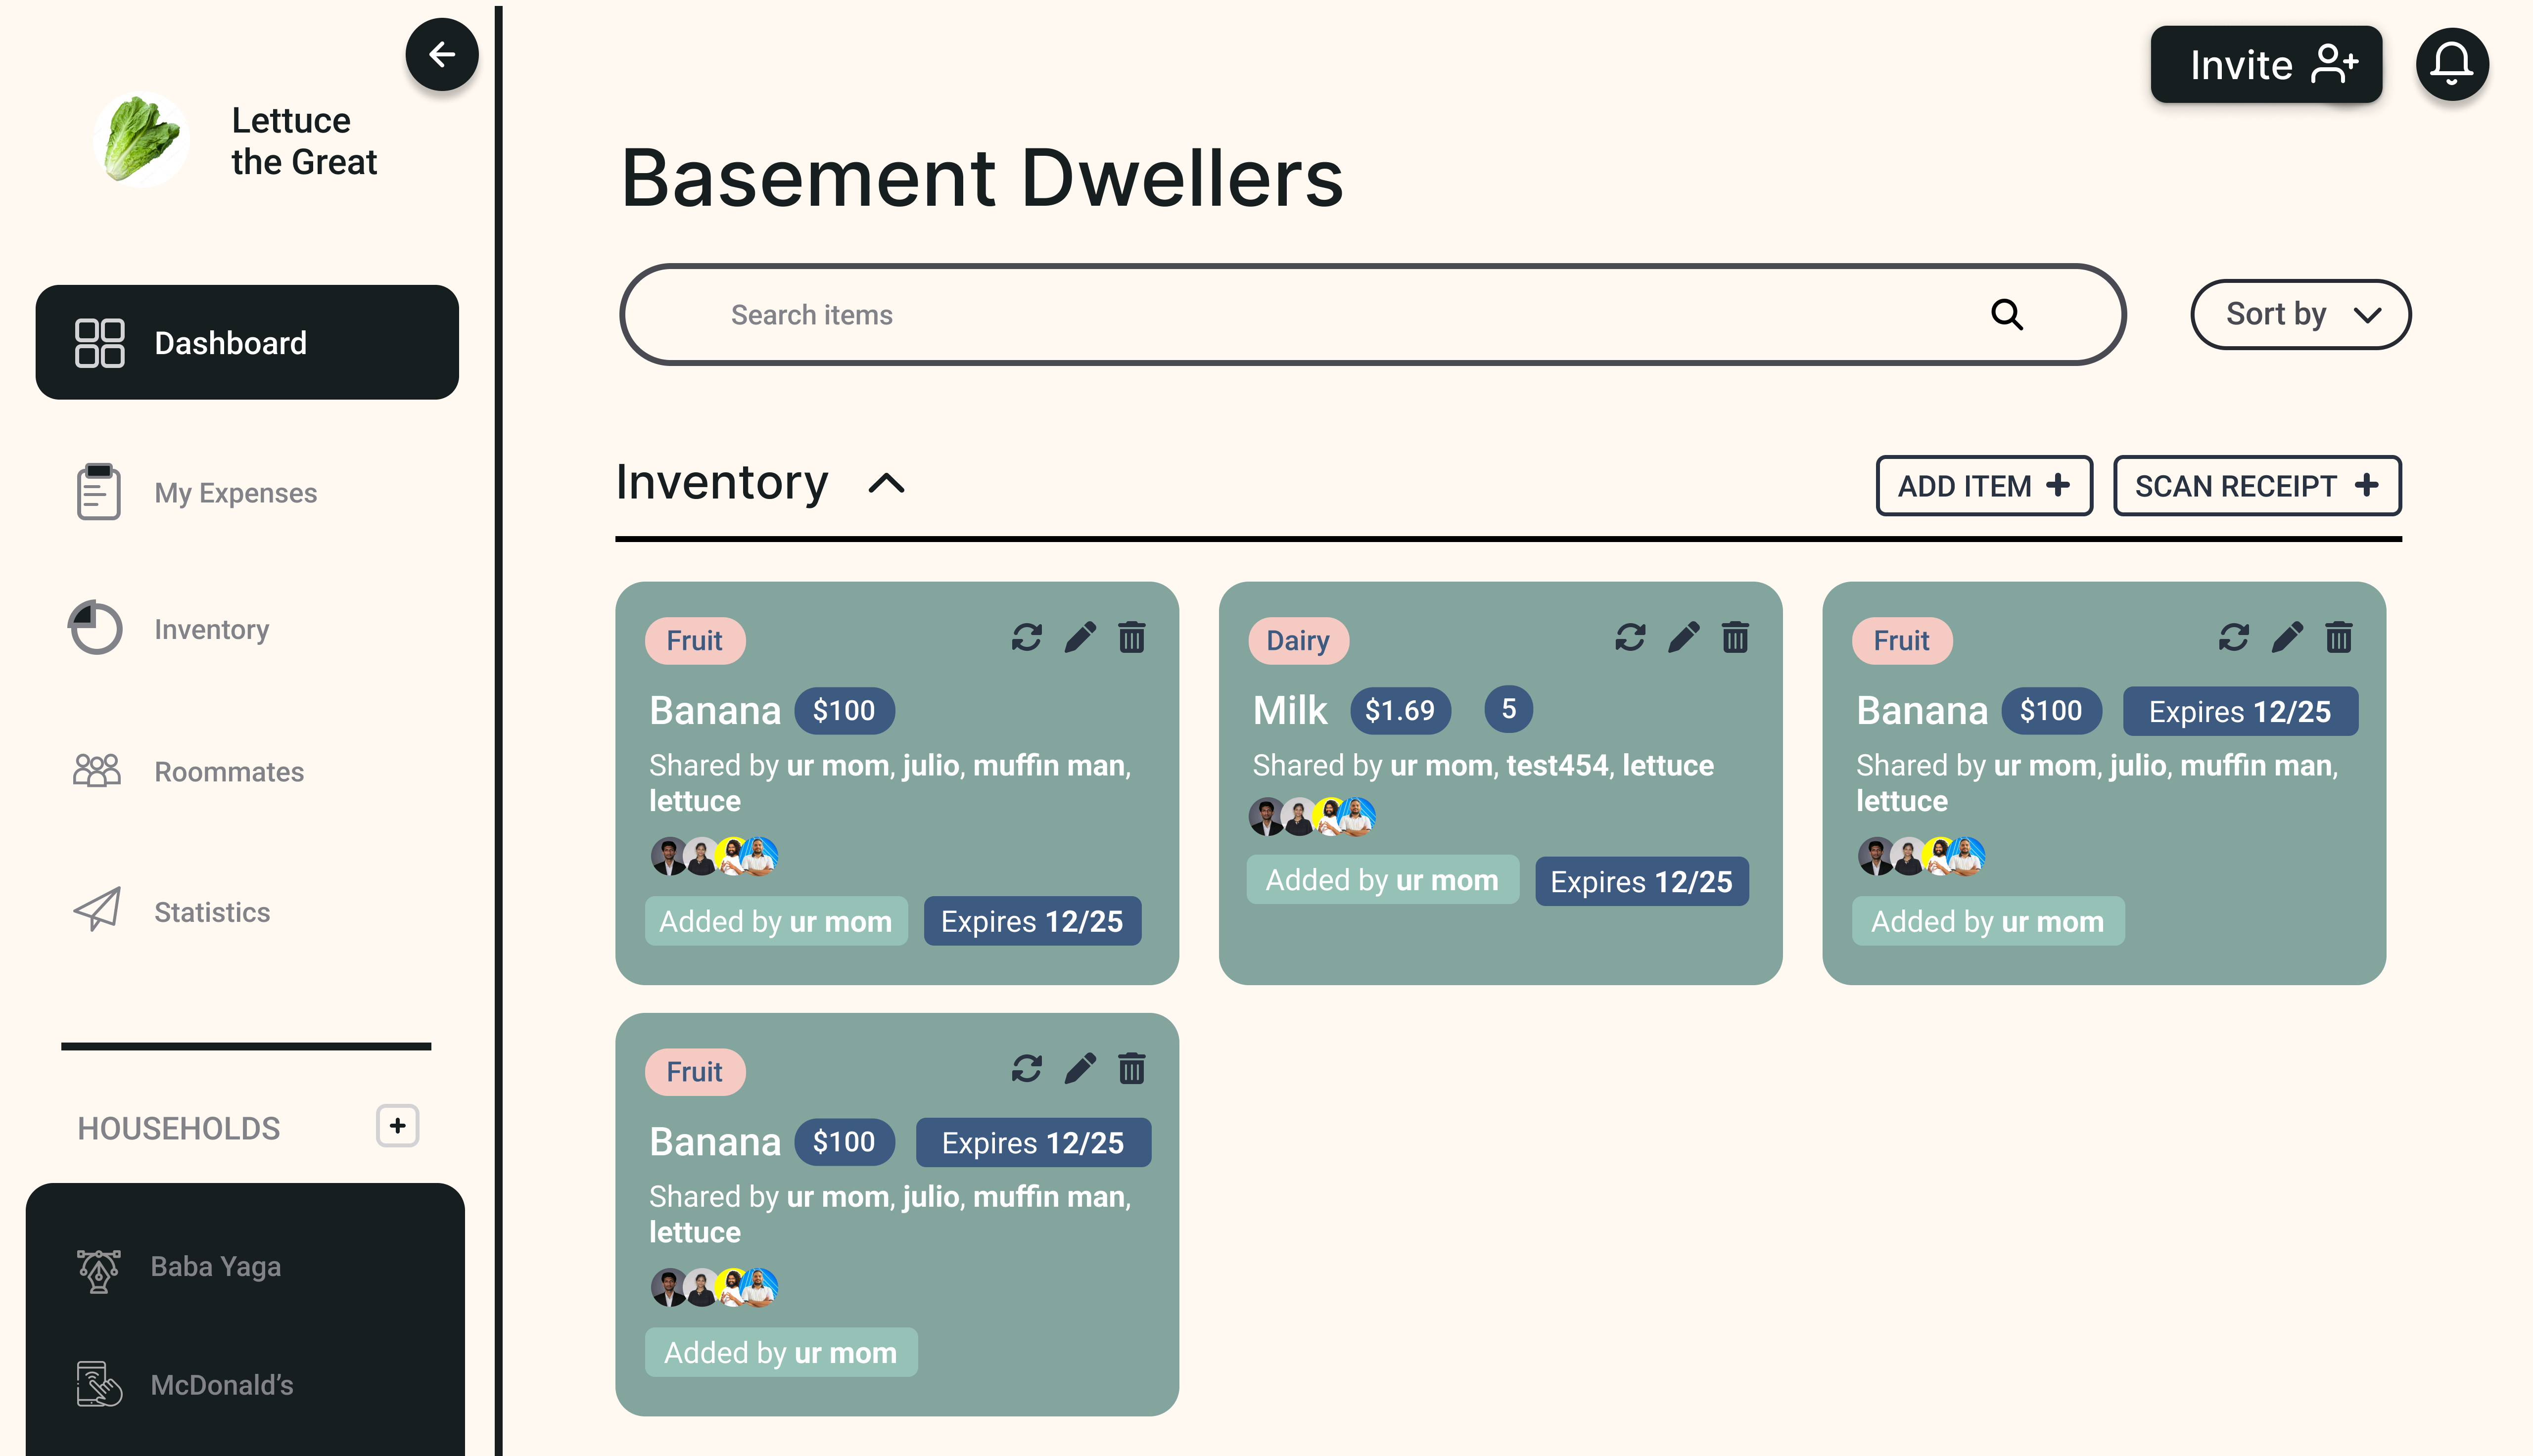 Lettuce
the Great
Dashboard
My Expenses
Inventory
Roommates
Statistics
HOUSEHOLDS
Baba Yaga
McDonald’s
Invite
Basement Dwellers
Search items
Sort by
Inventory
ADD ITEM
SCAN RECEIPT
Fruit
Banana $100
Shared by ur mom, julio, muffin man,
lettuce
Added by ur mom Expires 12/25
Dairy
Milk $1.69 5
Shared by ur mom, test454, lettuce
Added by ur mom Expires 12/25
Fruit
Banana $100 Expires 12/25
Shared by ur mom, julio, muffin man,
lettuce
Added by ur mom
Fruit
Banana $100 Expires 12/25
Shared by ur mom, julio, muffin man,
lettuce
Added by ur mom